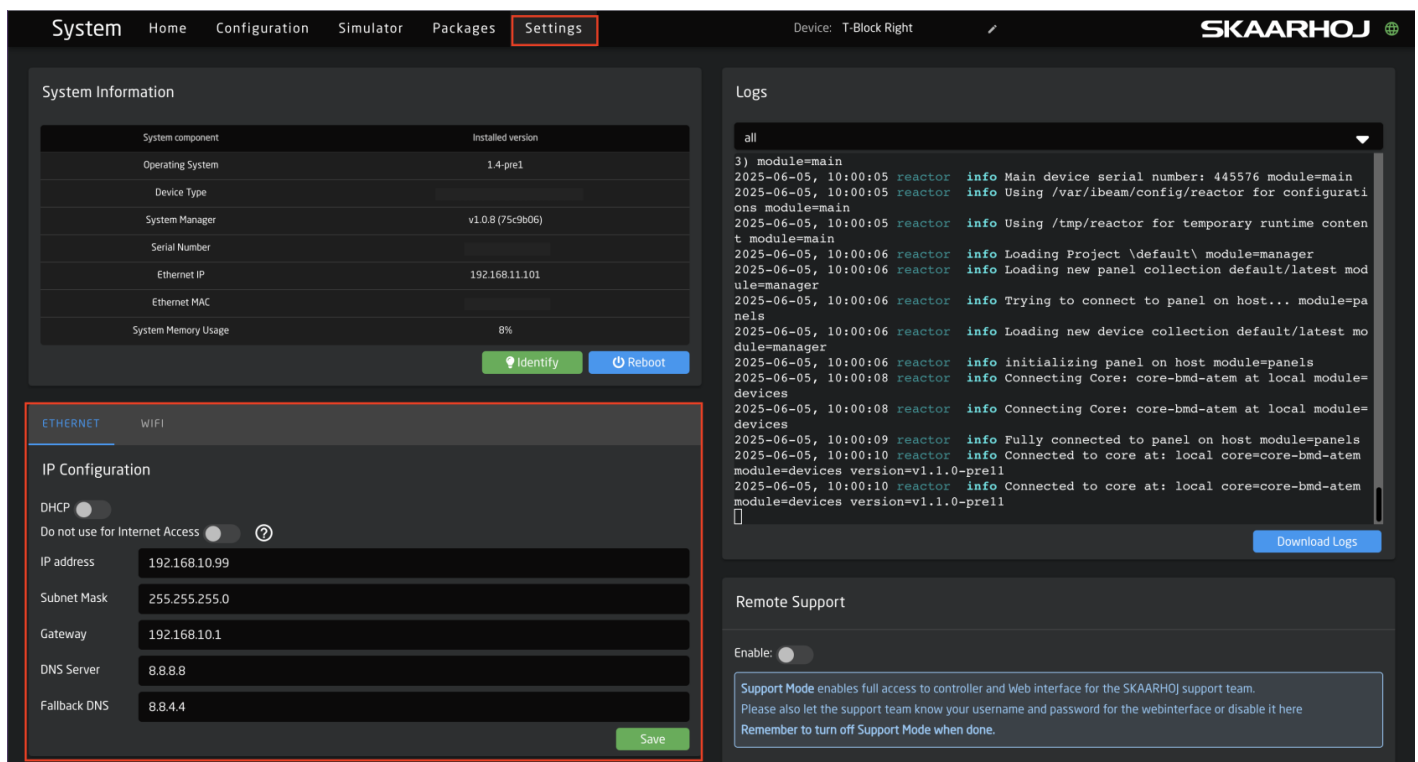 System Home Configuration Simulator Packages Settings Device: T-Block Right SKAARHOJ
System Information
System component Installed version
Operating System 1.4-pre1
Device Type
System Manager v1.0.8 (75c9b06)
Serial Number
Ethernet IP 192.168.11.101
Ethernet MAC
System Memory Usage 8%
Identify Reboot
ETHERNET WIFI
IP Configuration
DHCP
Do not use for Internet Access ?
IP address 192.168.10.99
Subnet Mask 255.255.255.0
Gateway 192.168.10.1
DNS Server 8.8.8.8
Fallback DNS 8.8.4.4
Save
Logs
all
3) module=main
2025-06-05, 10:00:05 reactor info Main device serial number: 445576 module=main
2025-06-05, 10:00:05 reactor info Using /var/ibeam/config/reactor for configurati
ons module=main
2025-06-05, 10:00:05 reactor info Using /tmp/reactor for temporary runtime conten
t module=main
2025-06-05, 10:00:06 reactor info Loading Project \default\ module=manager
2025-06-05, 10:00:06 reactor info Loading new panel collection default/latest mod
ule=manager
2025-06-05, 10:00:06 reactor info Trying to connect to panel on host... module=pa
nels
2025-06-05, 10:00:06 reactor info Loading new device collection default/latest mo
dule=manager
2025-06-05, 10:00:06 reactor info initializing panel on host module=panels
2025-06-05, 10:00:08 reactor info Connecting Core: core-bmd-atem at local module=
devices
2025-06-05, 10:00:08 reactor info Connecting Core: core-bmd-atem at local module=
devices
2025-06-05, 10:00:09 reactor info Fully connected to panel on host module=panels
2025-06-05, 10:00:10 reactor info Connected to core at: local core=core-bmd-atem
module=devices version=v1.1.0-pre11
2025-06-05, 10:00:10 reactor info Connected to core at: local core=core-bmd-atem
module=devices version=v1.1.0-pre11
Download Logs
Remote Support
Enable:
Support Mode enables full access to controller and Web interface for the SKAARHOJ support team.
Please also let the support team know your username and password for the webinterface or disable it here
Remember to turn off Support Mode when done.